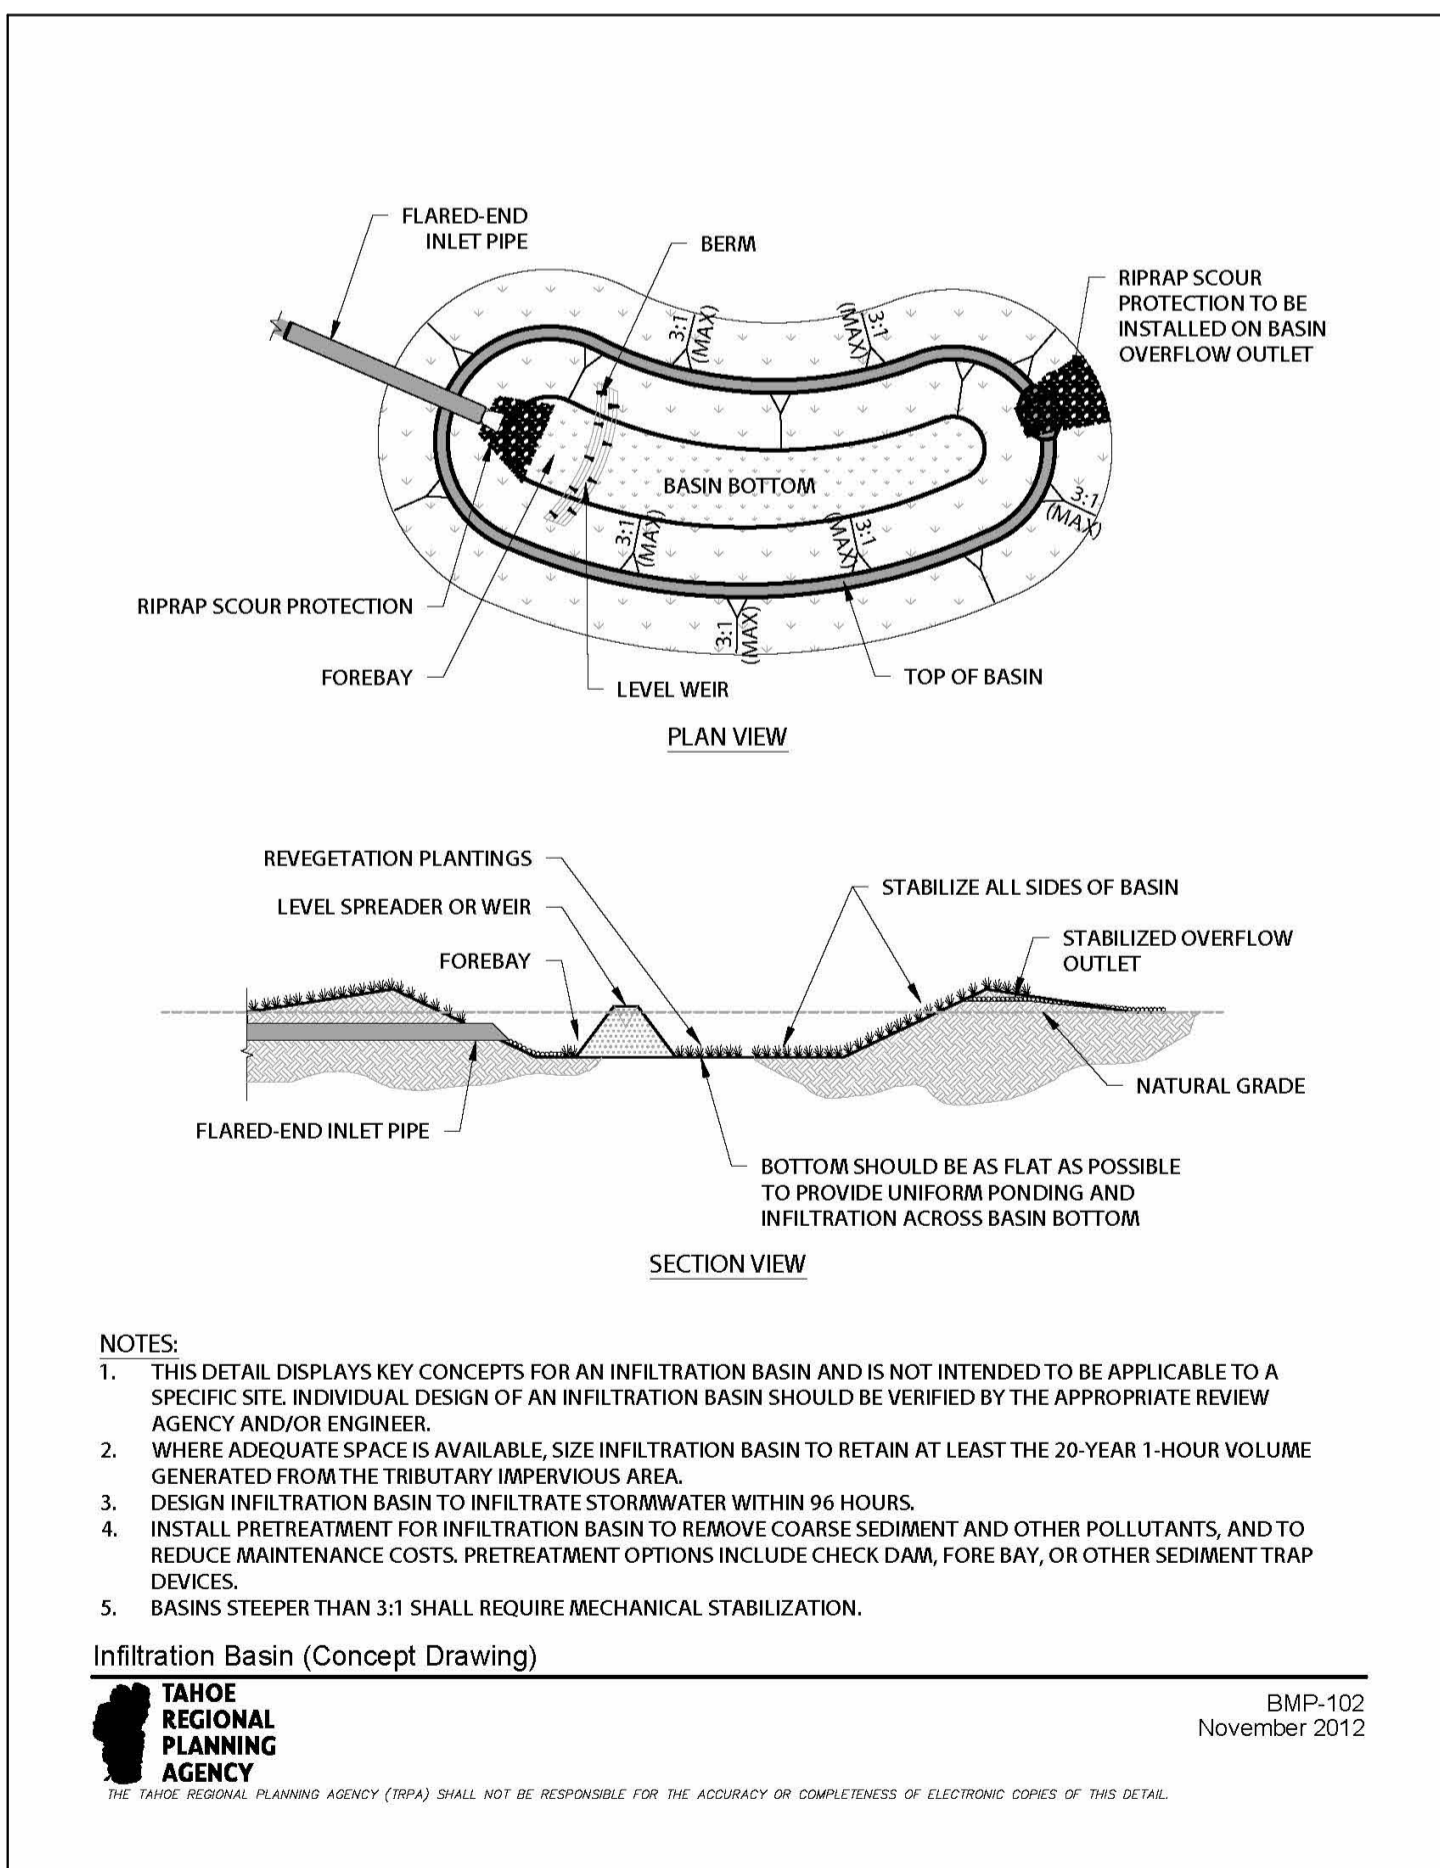 FLARED-END
INLET PIPE
BERM
RIPRAP SCOUR
PROTECTION TO BE
INSTALLED ON BASIN
OVERFLOW OUTLET
3:1
(MAX)
3:1
(MAX)
BASIN BOTTOM
3:1
(MAX)
3:1
(MAX)
3:1
(MAX)
3:1
(MAX)
RIPRAP SCOUR PROTECTION
FOREBAY
LEVEL WEIR
TOP OF BASIN
PLAN VIEW
REVEGETATION PLANTINGS
LEVEL SPREADER OR WEIR
FOREBAY
STABILIZE ALL SIDES OF BASIN
STABILIZED OVERFLOW
OUTLET
NATURAL GRADE
FLARED-END INLET PIPE
BOTTOM SHOULD BE AS FLAT AS POSSIBLE
TO PROVIDE UNIFORM PONDING AND
INFILTRATION ACROSS BASIN BOTTOM
SECTION VIEW
NOTES:
1. THIS DETAIL DISPLAYS KEY CONCEPTS FOR AN INFILTRATION BASIN AND IS NOT INTENDED TO BE APPLICABLE TO A
SPECIFIC SITE. INDIVIDUAL DESIGN OF AN INFILTRATION BASIN SHOULD BE VERIFIED BY THE APPROPRIATE REVIEW
AGENCY AND/OR ENGINEER.
2. WHERE ADEQUATE SPACE IS AVAILABLE, SIZE INFILTRATION BASIN TO RETAIN AT LEAST THE 20-YEAR 1-HOUR VOLUME
GENERATED FROM THE TRIBUTARY IMPERVIOUS AREA.
3. DESIGN INFILTRATION BASIN TO INFILTRATE STORMWATER WITHIN 96 HOURS.
4. INSTALL PRETREATMENT FOR INFILTRATION BASIN TO REMOVE COARSE SEDIMENT AND OTHER POLLUTANTS, AND TO
REDUCE MAINTENANCE COSTS. PRETREATMENT OPTIONS INCLUDE CHECK DAM, FORE BAY, OR OTHER SEDIMENT TRAP
DEVICES.
5. BASINS STEEPER THAN 3:1 SHALL REQUIRE MECHANICAL STABILIZATION.
Infiltration Basin (Concept Drawing)
TAHOE
REGIONAL
PLANNING
AGENCY
BMP-102
November 2012
THE TAHOE REGIONAL PLANNING AGENCY (TRPA) SHALL NOT BE RESPONSIBLE FOR THE ACCURACY OR COMPLETENESS OF ELECTRONIC COPIES OF THIS DETAIL.